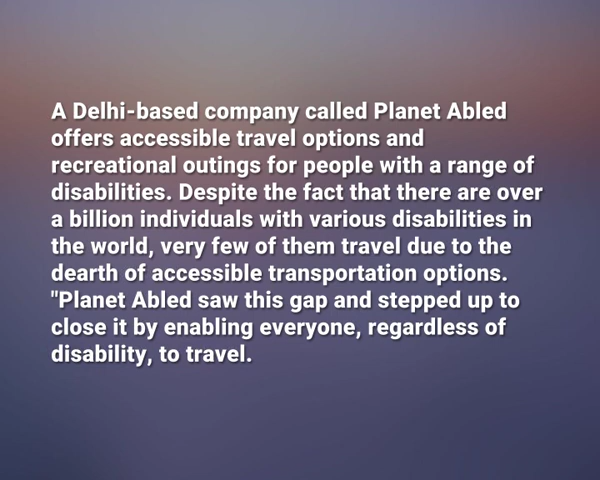 A Delhi-based company called Planet Abled
offers accessible travel options and
recreational outings for people with a range of
disabilities. Despite the fact that there are over
a billion individuals with various disabilities in
the world, very few of them travel due to the
dearth of accessible transportation options.
"Planet Abled saw this gap and stepped up to
close it by enabling everyone, regardless of
disability, to travel.